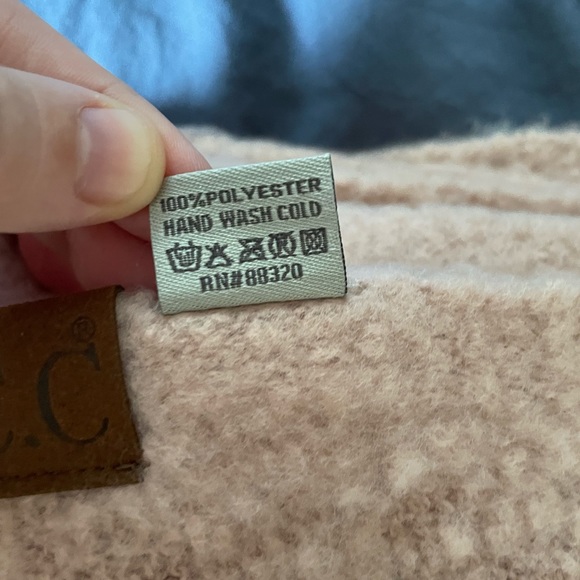 100%POLYESTER
HAND WASH COLD
RN#88320
C.C®